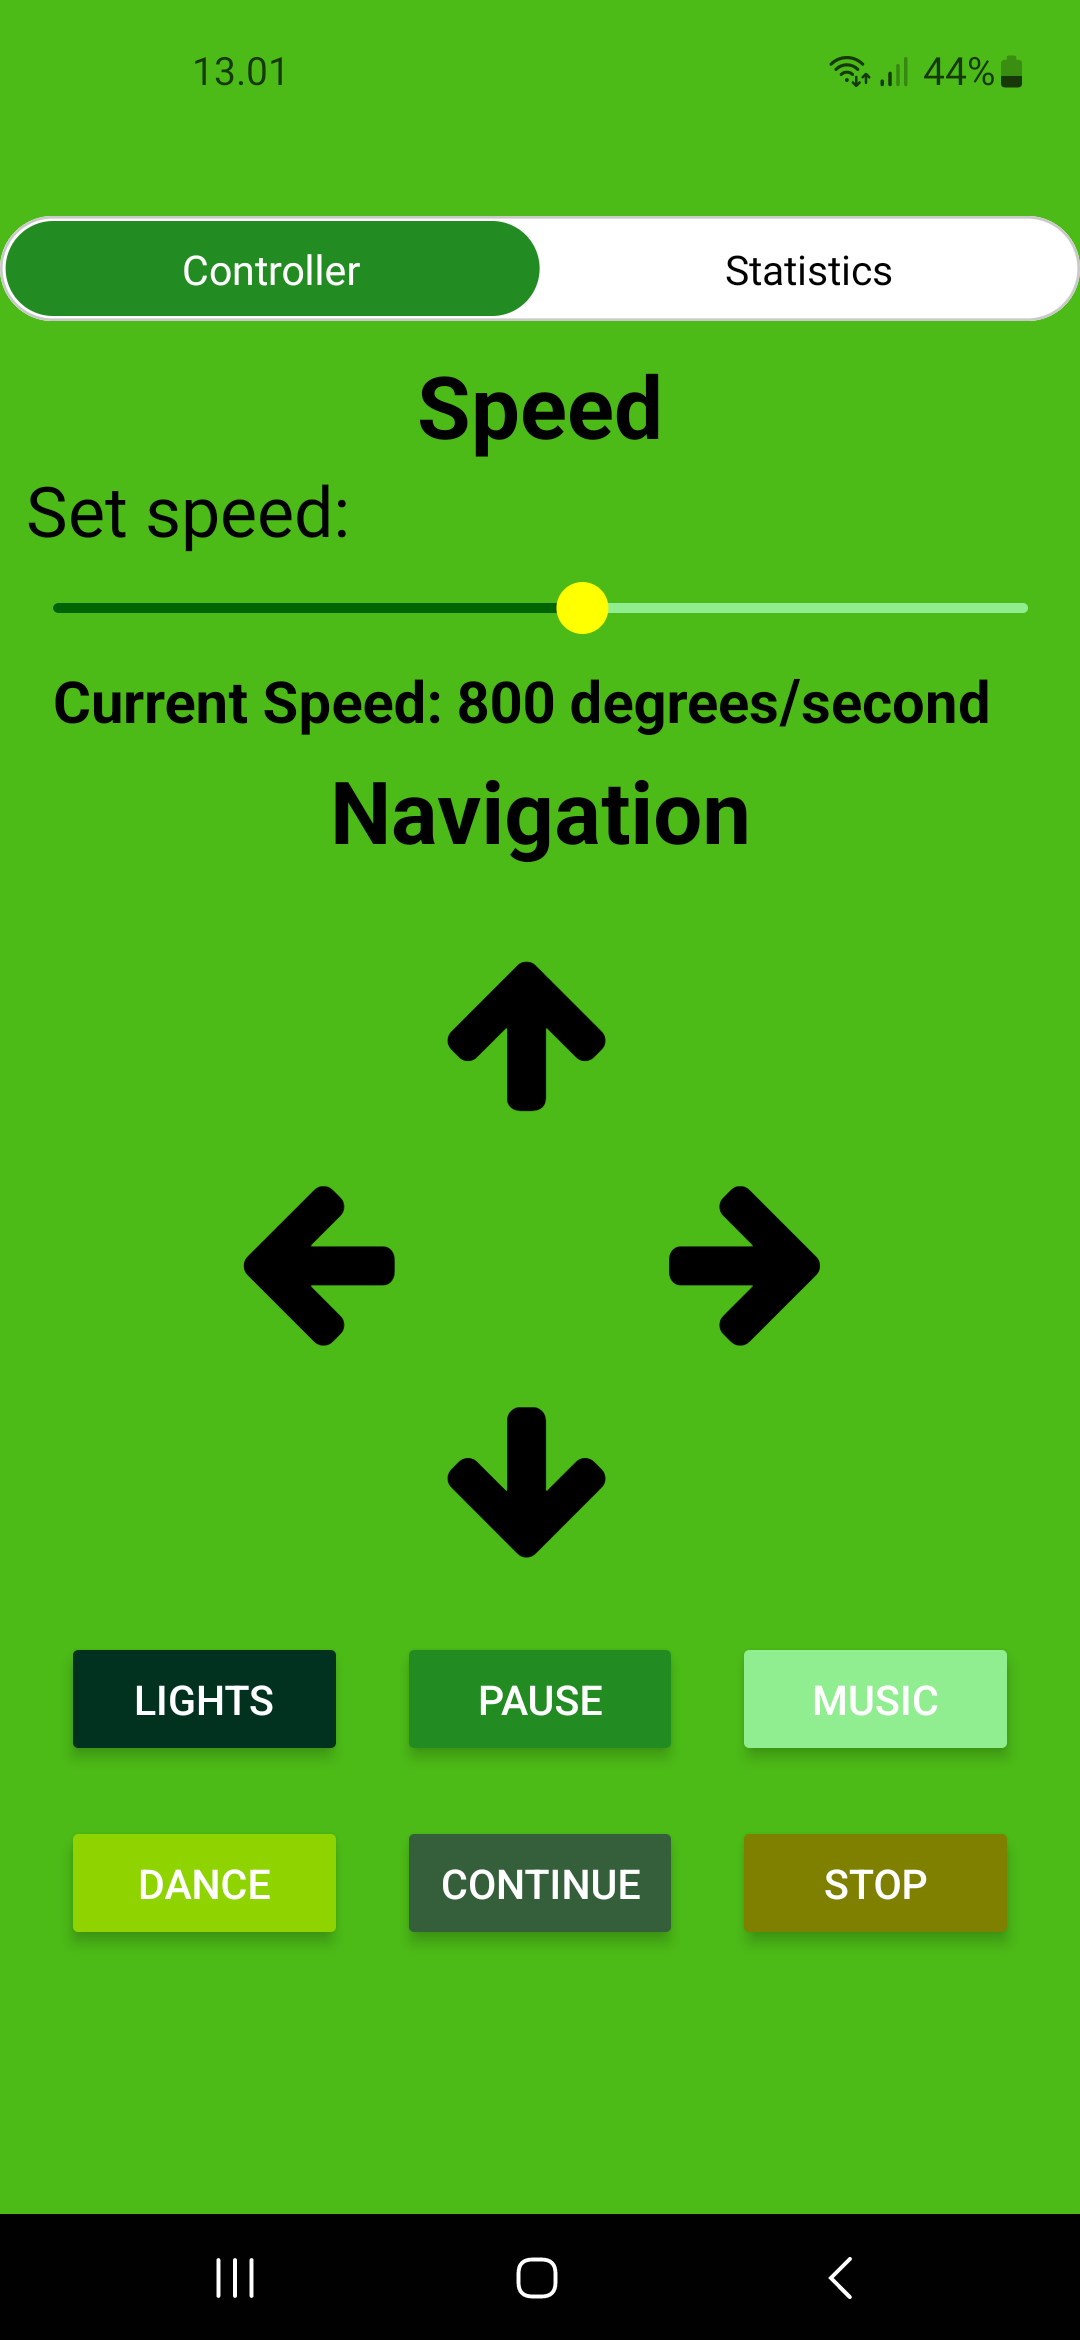 13.01 44%
Controller Statistics
Speed
Set speed:
Current Speed: 800 degrees/second
Navigation
LIGHTS PAUSE MUSIC
DANCE CONTINUE STOP